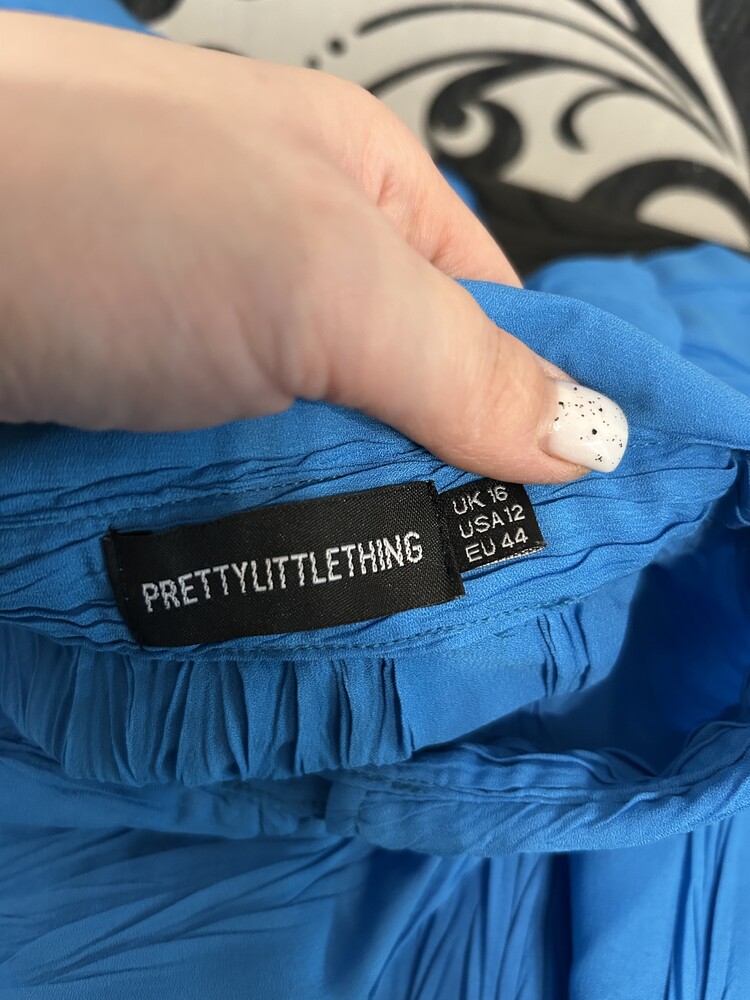 PRETTYLITTLETHING
UK 16
USA 12
EU 44